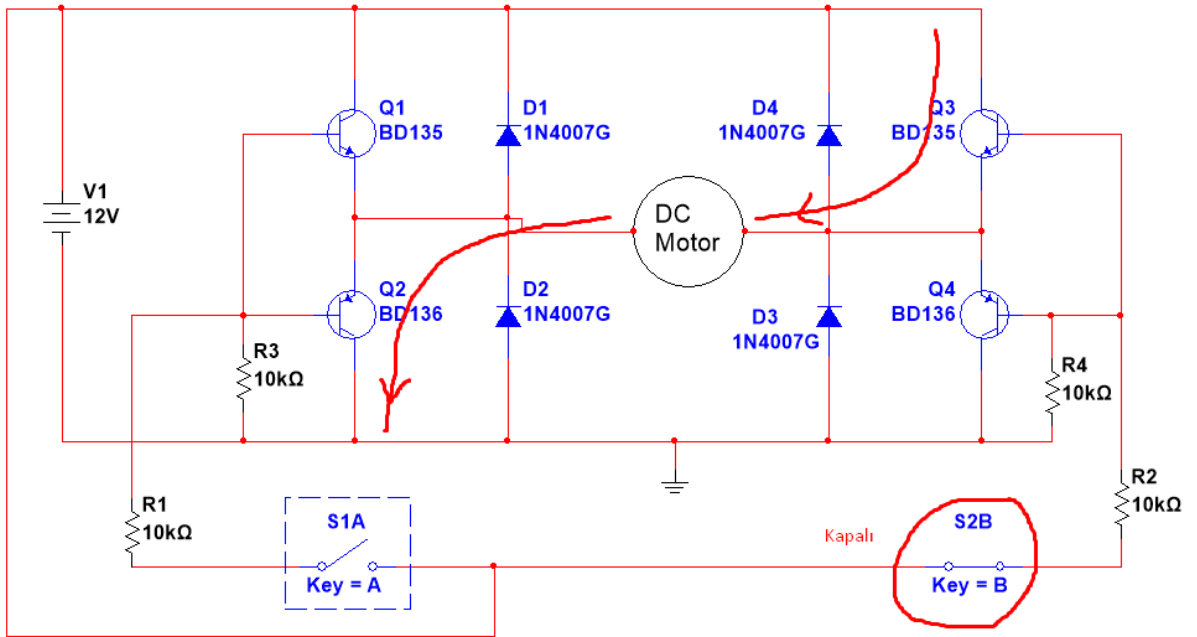 Q1
BD135
D1
1N4007G
D4
1N4007G
Q3
BD135
V1
12V
DC
Motor
Q2
BD136
D2
1N4007G
D3
1N4007G
Q4
BD136
R3
10kΩ
R4
10kΩ
R1
10kΩ
S1A
Key = A
Kapalı
S2B
Key = B
R2
10kΩ